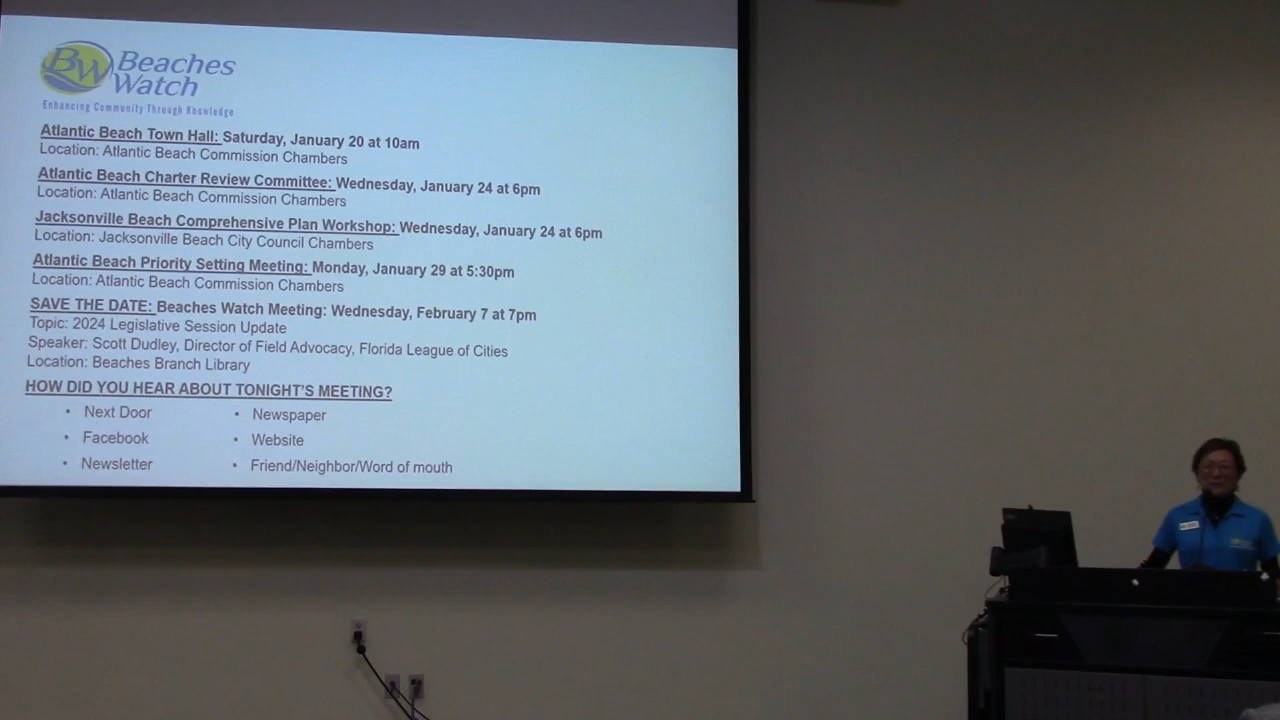 BW Beaches
Watch
Enhancing Community Through Knowledge
Atlantic Beach Town Hall: Saturday, January 20 at 10am
Location: Atlantic Beach Commission Chambers
Atlantic Beach Charter Review Committee: Wednesday, January 24 at 6pm
Location: Atlantic Beach Commission Chambers
Jacksonville Beach Comprehensive Plan Workshop: Wednesday, January 24 at 6pm
Location: Jacksonville Beach City Council Chambers
Atlantic Beach Priority Setting Meeting: Monday, January 29 at 5:30pm
Location: Atlantic Beach Commission Chambers
SAVE THE DATE: Beaches Watch Meeting: Wednesday, February 7 at 7pm
Topic: 2024 Legislative Session Update
Speaker: Scott Dudley, Director of Field Advocacy, Florida League of Cities
Location: Beaches Branch Library
HOW DID YOU HEAR ABOUT TONIGHT'S MEETING?
• Next Door • Newspaper
• Facebook • Website
• Newsletter • Friend/Neighbor/Word of mouth